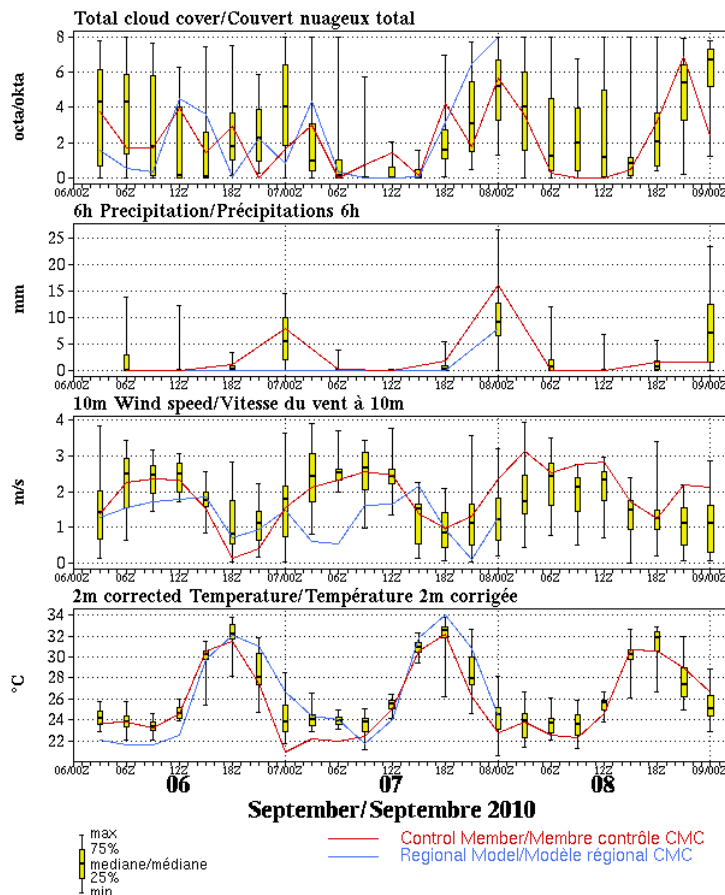 Total cloud cover/Couvert nuageux total
octa/okta
8
6
4
2
0
06/00Z 06Z 12Z 18Z 07/00Z 06Z 12Z 18Z 08/00Z 06Z 12Z 18Z 09/00Z
6h Precipitation/Précipitations 6h
mm
25
20
15
10
5
0
06/00Z 06Z 12Z 18Z 07/00Z 06Z 12Z 18Z 08/00Z 06Z 12Z 18Z 09/00Z
10m Wind speed/Vitesse du vent à 10m
m/s
4
3
2
1
0
06/00Z 06Z 12Z 18Z 07/00Z 06Z 12Z 18Z 08/00Z 06Z 12Z 18Z 09/00Z
2m corrected Temperature/Température 2m corrigée
°C
34
32
30
28
26
24
22
06/00Z 06Z 12Z 18Z 07/00Z 06Z 12Z 18Z 08/00Z 06Z 12Z 18Z 09/00Z
06 07 08
September/Septembre 2010
max
75%
mediane/médiane
25%
min
Control Member/Membre contrôle CMC
Regional Model/Modèle régional CMC